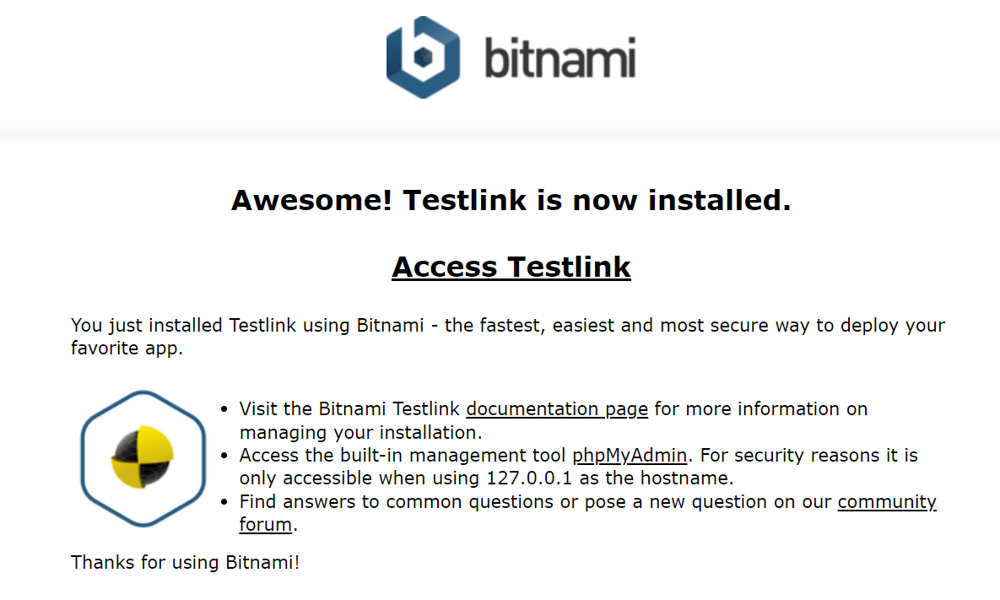 bitnami
Awesome! Testlink is now installed.
Access Testlink
You just installed Testlink using Bitnami - the fastest, easiest and most secure way to deploy your
favorite app.
• Visit the Bitnami Testlink documentation page for more information on
managing your installation.
• Access the built-in management tool phpMyAdmin. For security reasons it is
only accessible when using 127.0.0.1 as the hostname.
• Find answers to common questions or pose a new question on our community
forum.
Thanks for using Bitnami!